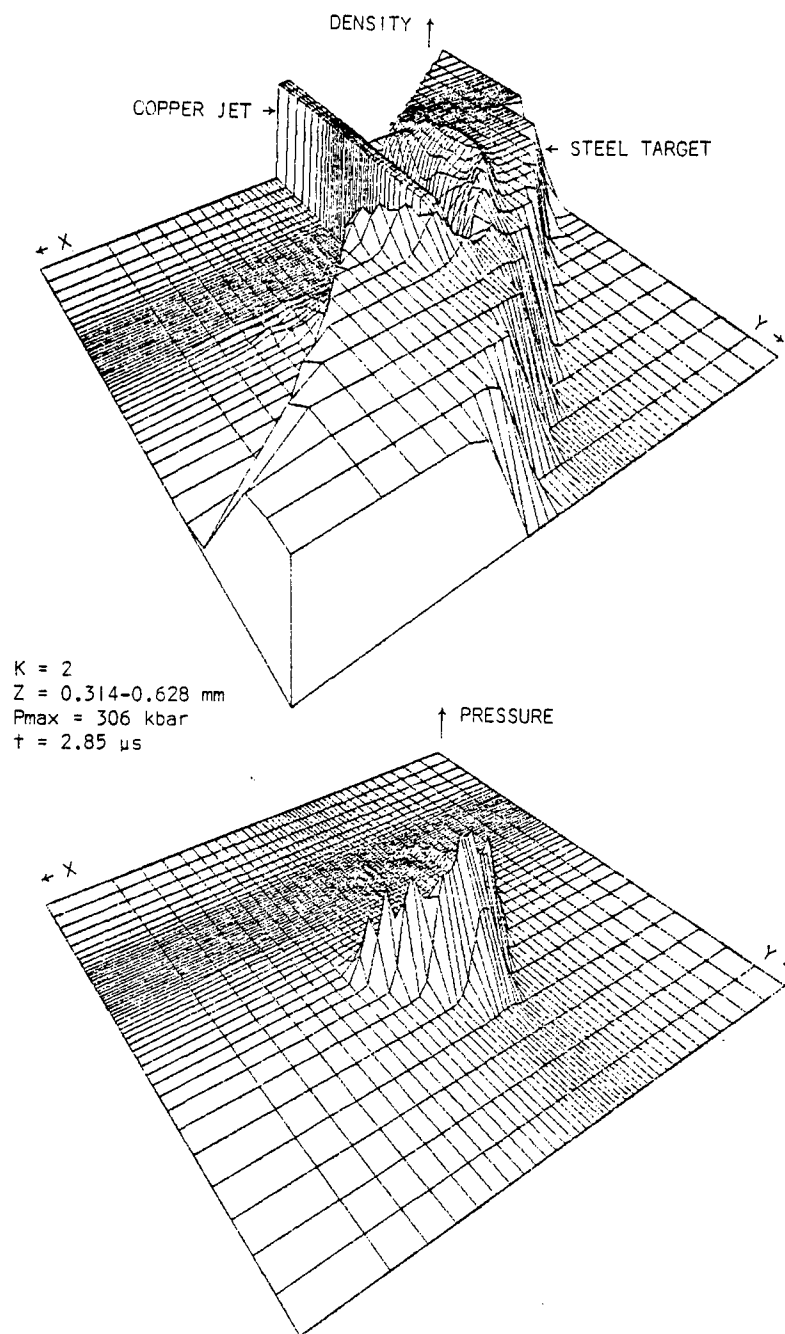 DENSITY ↑
COPPER JET →
← STEEL TARGET
← X
Y →
K = 2
Z = 0.314-0.628 mm
Pmax = 306 kbar
t = 2.85 µs
↑ PRESSURE
← X
Y →